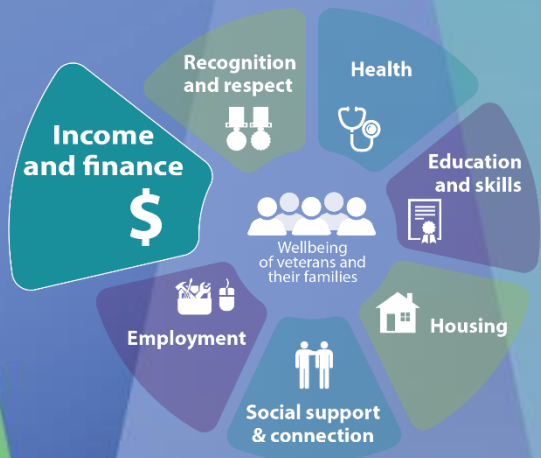 Recognition
and respect
Health
Income
and finance
$
Education
and skills
Wellbeing
of veterans and
their families
Employment
Housing
Social support
& connection